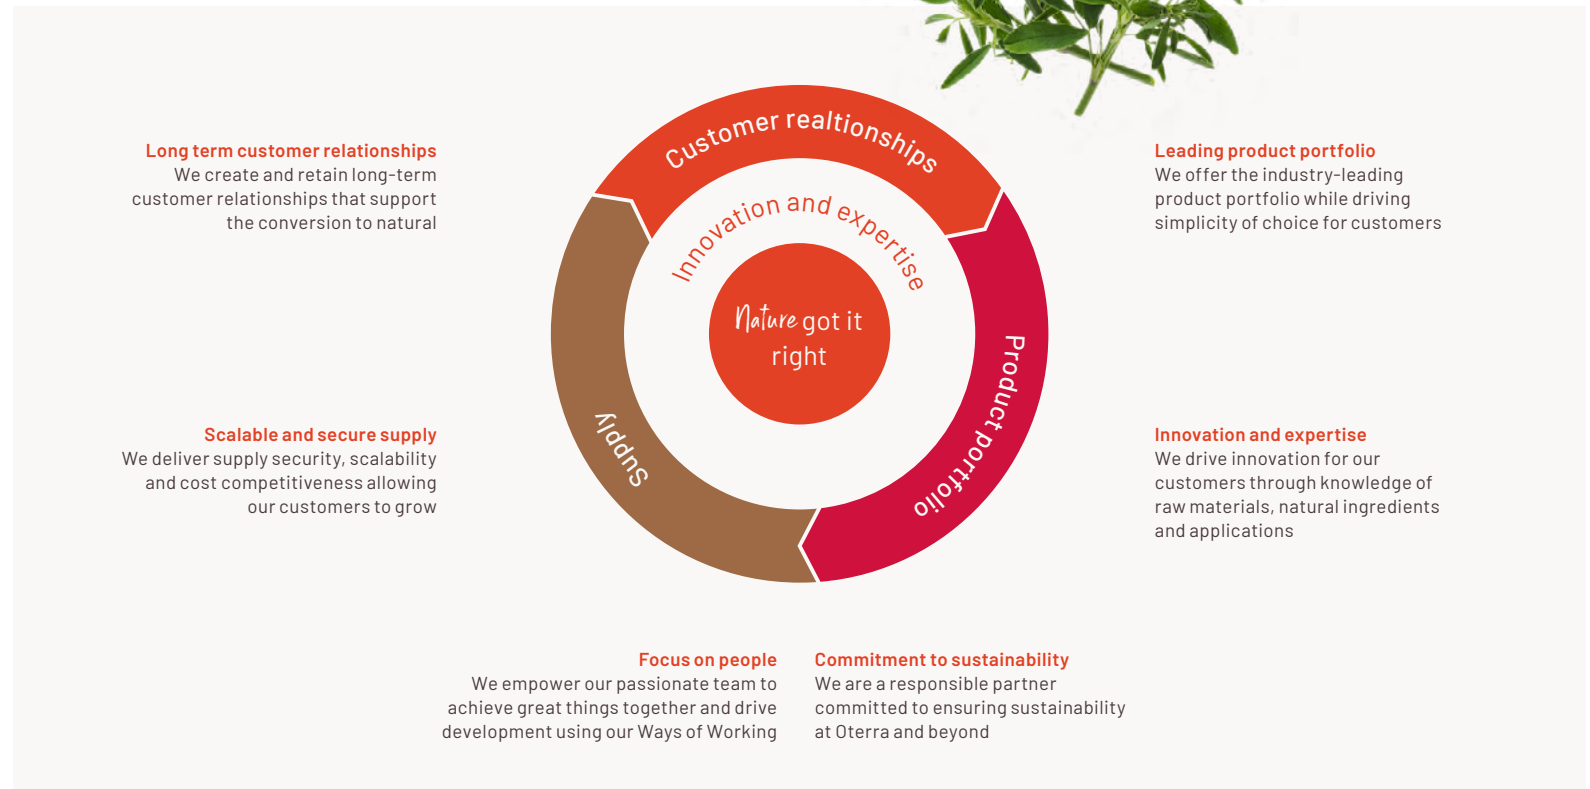 Customer realtionships
Innovation and expertise
Nature got it
right
Product portfolio
Supply
Long term customer relationships
We create and retain long-term
customer relationships that support
the conversion to natural
Leading product portfolio
We offer the industry-leading
product portfolio while driving
simplicity of choice for customers
Scalable and secure supply
We deliver supply security, scalability
and cost competitiveness allowing
our customers to grow
Innovation and expertise
We drive innovation for our
customers through knowledge of
raw materials, natural ingredients
and applications
Focus on people
We empower our passionate team to
achieve great things together and drive
development using our Ways of Working
Commitment to sustainability
We are a responsible partner
committed to ensuring sustainability
at Oterra and beyond